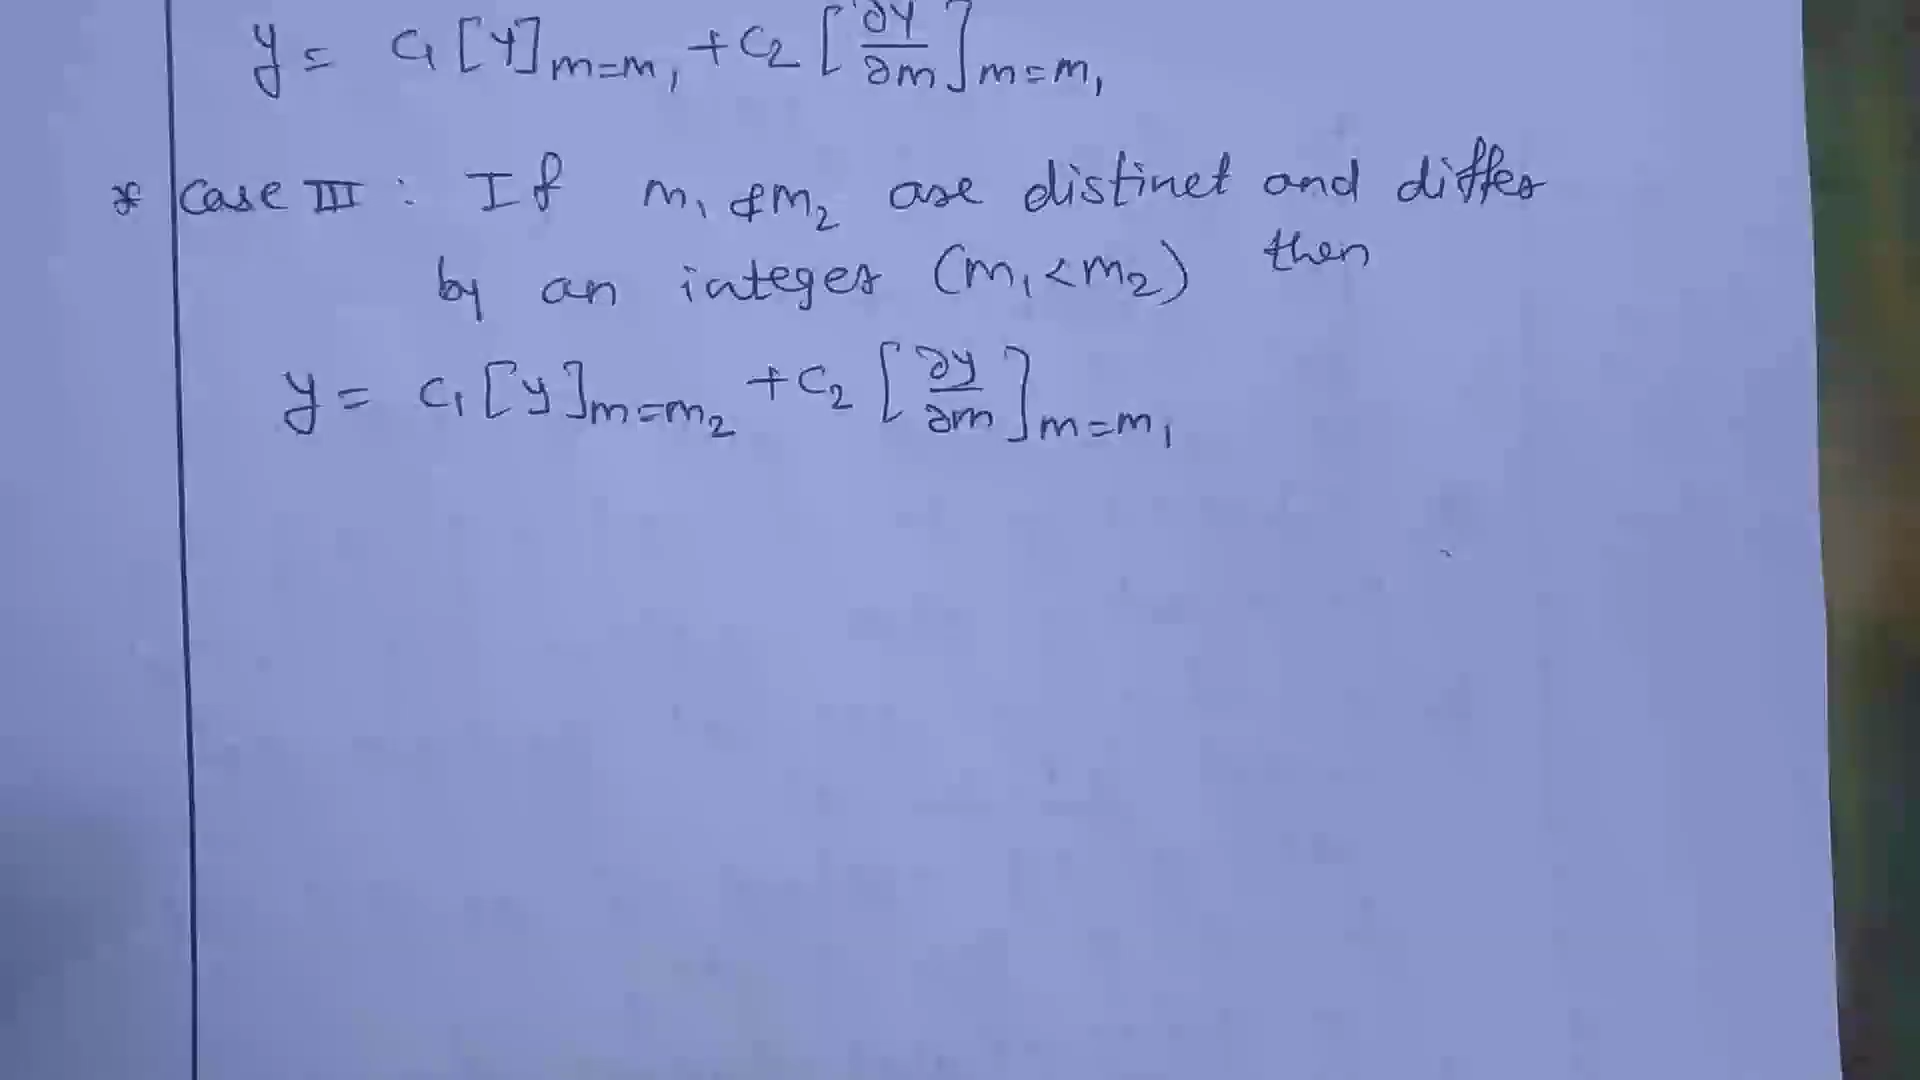 y = c₁ [y]ₘ₌ₘ₁ + c₂ [∂y/∂m]ₘ₌ₘ₁
* Case III : If m₁ & m₂ are distinct and differ
by an integer (m₁ < m₂) then
y = c₁ [y]ₘ₌ₘ₂ + c₂ [∂y/∂m]ₘ₌ₘ₁